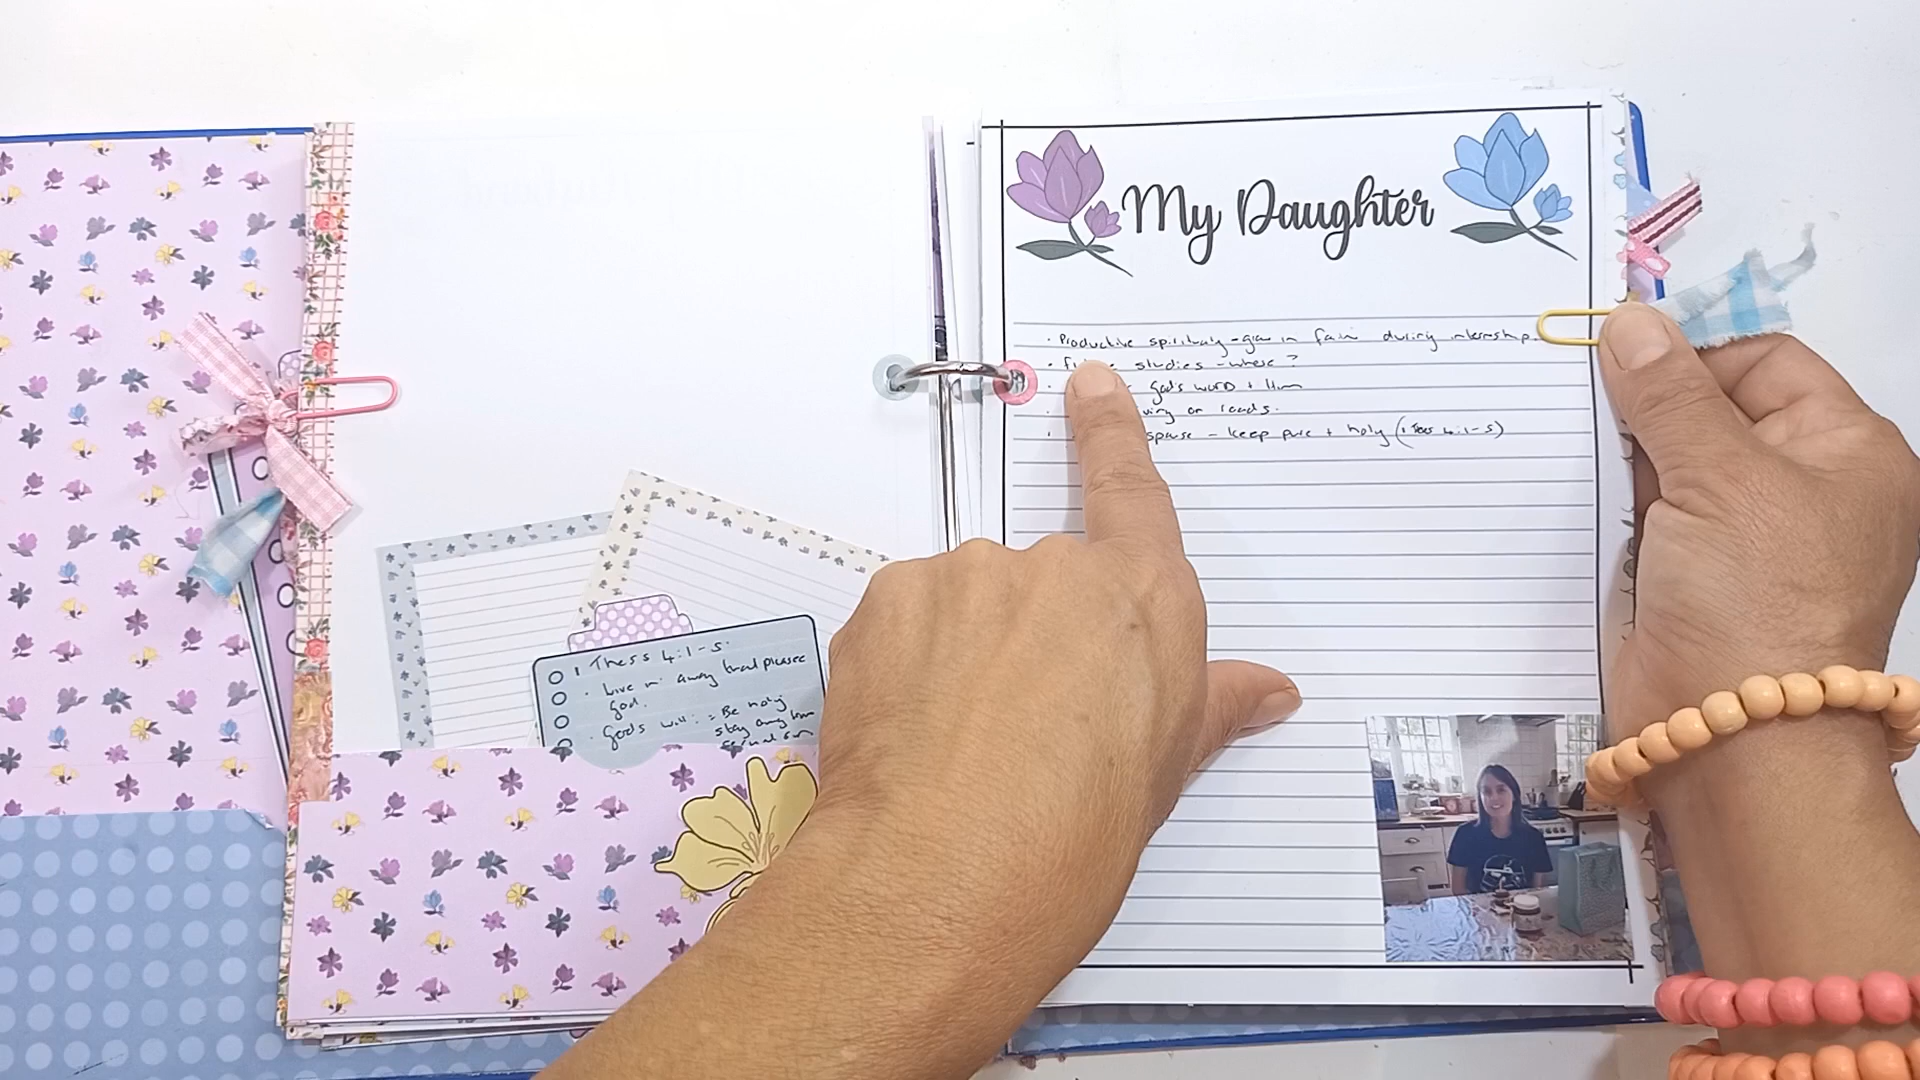 1 Thess 4:1-5
• Live in away that please
God.
• Gods will: = Be holy
stay away from
My Daughter
• Productive spiritualy - grow in faith during internship.
• studies - where?
• God's word + Him
• on roads.
• spouse - keep pure + holy (1 Thess 4:1-5)